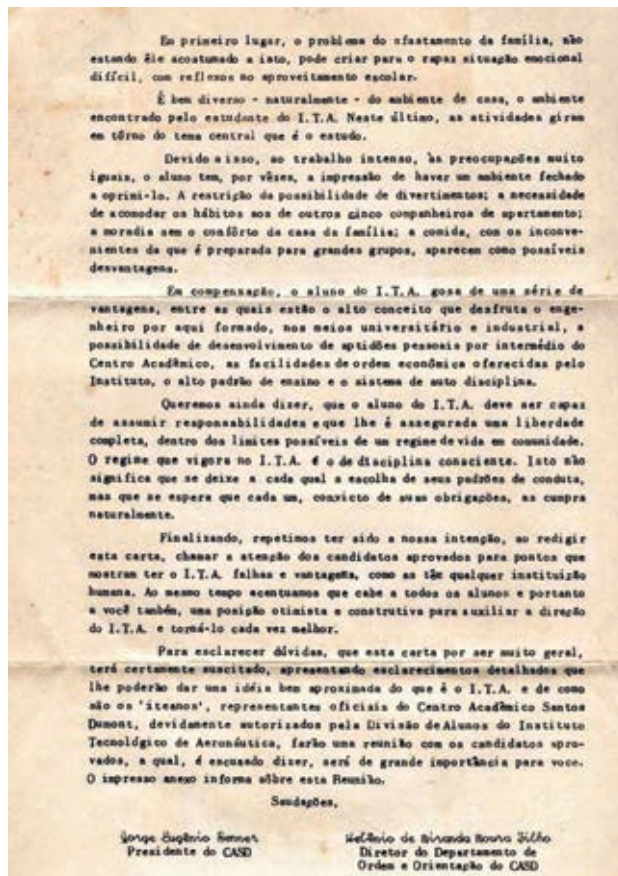 Em primeiro lugar, o problema do afastamento da família, não
estando êle acostumado a isto, pode criar para o rapaz situação emocional
difícil, com reflexos no aproveitamento escolar.
É bem diverso - naturalmente - do ambiente de casa, o ambiente
encontrado pelo estudante do I.T.A. Neste último, as atividades giram
em tôrno do tema central que é o estudo.
Devido a isso, ao trabalho intenso, às preocupações muito
iguais, o aluno tem, por vêzes, a impressão de haver um ambiente fechado
a oprimí-lo. A restrição da possibilidade de divertimentos; a necessidade
de acomodar os hábitos aos de outros cinco companheiros de apartamento;
a moradia sem o confôrto da casa da família; a comida, com os inconve-
nientes da que é preparada para grandes grupos, aparecem como possíveis
desvantagens.
Em compensação, o aluno do I.T.A. gosa de uma série de
vantagens, entre as quais estão o alto conceito que desfruta o enge-
nheiro por aqui formado, nos meios universitário e industrial, a
possibilidade de desenvolvimento de aptidões pessoais por intermédio do
Centro Acadêmico, as facilidades de ordem econômica oferecidas pelo
Instituto, o alto padrão de ensino e o sistema de auto disciplina.
Queremos ainda dizer, que o aluno do I.T.A. deve ser capaz
de assumir responsabilidades e que lhe é assegurada uma liberdade
completa, dentro dos limites possíveis de um regime de vida em comunidade.
O regime que vigora no I.T.A. é o de disciplina consciente. Isto não
significa que se deixe a cada qual a escolha de seus padrões de conduta,
mas que se espera que cada um, convicto de suas obrigações, as cumpra
naturalmente.
Finalizando, repetimos ter sido a nossa intenção, ao redigir
esta carta, chamar a atenção dos candidatos aprovados para pontos que
mostram ter o I.T.A. falhas e vantagens, como as têm qualquer instituição
humana. Ao mesmo tempo acentuamos que cabe a todos os alunos e portanto
a você também, uma posição otimista e construtiva para auxiliar a direção
do I.T.A. e torná-lo cada vez melhor.
Para esclarecer dúvidas, que esta carta por ser muito geral,
terá certamente suscitado, apresentando esclarecimentos detalhados que
lhe poderão dar uma idéia bem aproximada do que é o I.T.A. e de como
são os 'iteanos', representantes oficiais do Centro Acadêmico Santos
Dumont, devidamente autorizados pela Divisão de Alunos do Instituto
Tecnológico de Aeronáutica, farão uma reunião com os candidatos apro-
vados, a qual, é escusado dizer, será de grande importância para voce.
O impresso anexo informa sôbre esta Reunião.
Saudações,
Jorge Eugênio Renner
Presidente do CASD
de Miranda Moura Filho
Diretor do Departamento de
Ordem e Orientação do CASD